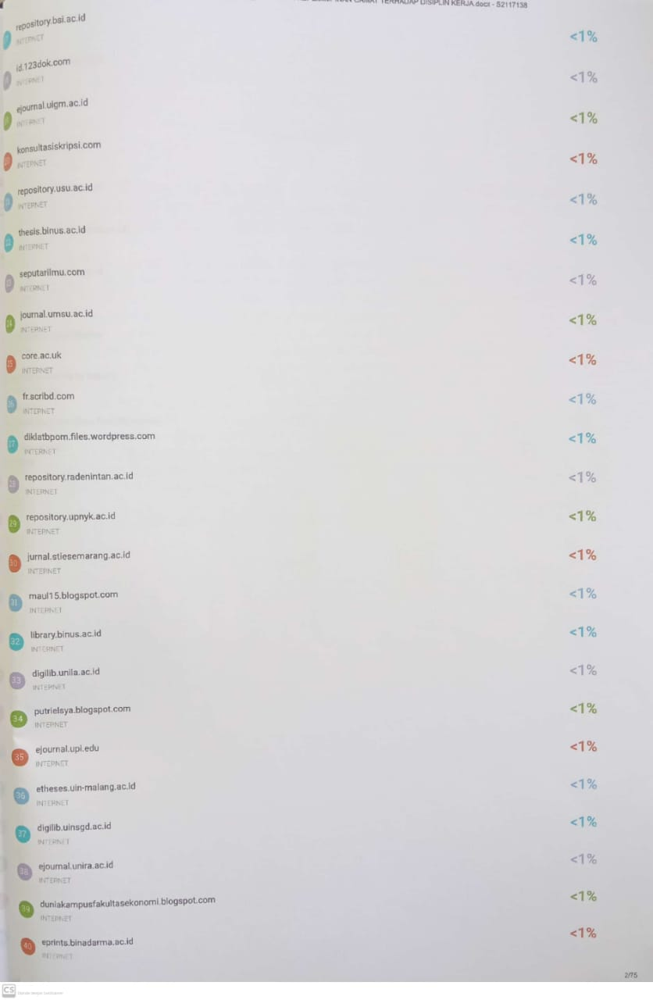 TERHADAP DISIPLIN KERJA.docx - 52117138
repository.bsi.ac.id <1%
INTERNET
id.123dok.com <1%
INTERNET
ejournal.uigm.ac.id <1%
INTERNET
konsultasiskripsi.com <1%
INTERNET
repository.usu.ac.id <1%
INTERNET
thesis.binus.ac.id <1%
INTERNET
seputarilmu.com <1%
INTERNET
24 journal.umsu.ac.id <1%
INTERNET
25 core.ac.uk <1%
INTERNET
26 fr.scribd.com <1%
INTERNET
27 diklatbpom.files.wordpress.com <1%
INTERNET
28 repository.radenintan.ac.id <1%
INTERNET
29 repository.upnyk.ac.id <1%
INTERNET
30 jurnal.stiesemarang.ac.id <1%
INTERNET
31 maul15.blogspot.com <1%
INTERNET
32 library.binus.ac.id <1%
INTERNET
33 digilib.unila.ac.id <1%
INTERNET
34 putrielsya.blogspot.com <1%
INTERNET
35 ejournal.upi.edu <1%
INTERNET
36 etheses.uin-malang.ac.id <1%
INTERNET
37 digilib.uinsgd.ac.id <1%
INTERNET
38 ejournal.unira.ac.id <1%
INTERNET
39 duniakampusfakultasekonomi.blogspot.com <1%
INTERNET
40 eprints.binadarma.ac.id <1%
INTERNET
2/75
CS